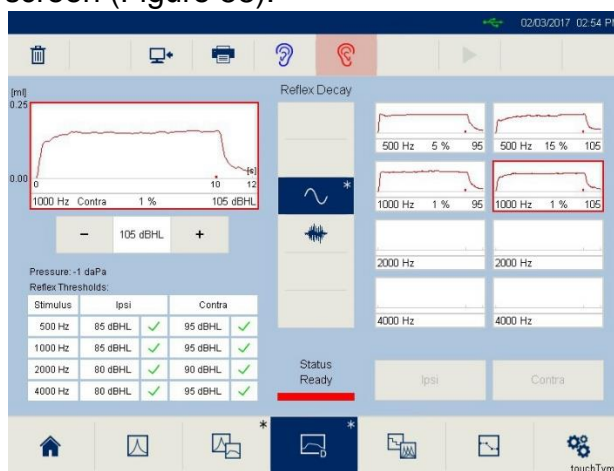 screen (Figure 38).
02/03/2017 02:54 P
[ml]
0.25
0.00
0
10
12
[s]
1000 Hz Contra 1 % 105 dBHL
- 105 dBHL +
Pressure: -1 daPa
Reflex Thresholds:
Stimulus Ipsi Contra
500 Hz 85 dBHL 95 dBHL
1000 Hz 85 dBHL 95 dBHL
2000 Hz 80 dBHL 90 dBHL
4000 Hz 80 dBHL 95 dBHL
Reflex Decay
*
Status
Ready
500 Hz 5 % 95
500 Hz 15 % 105
1000 Hz 1 % 95
1000 Hz 1 % 105
2000 Hz
2000 Hz
4000 Hz
4000 Hz
Ipsi
Contra
*
D
*
touchTym